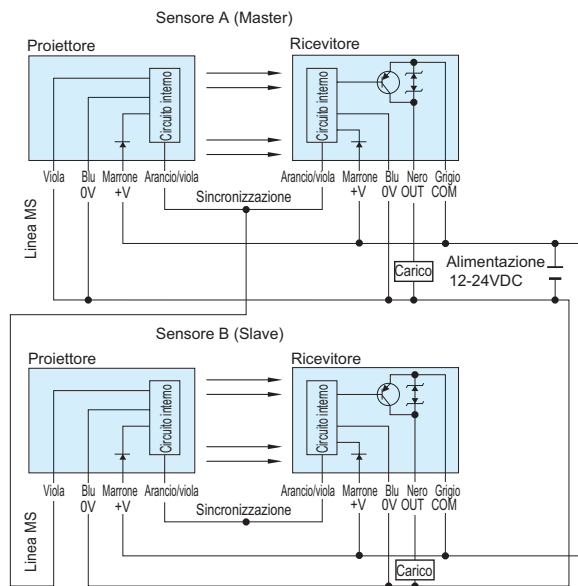 Sensore A (Master)
Proiettore
Ricevitore
Circuito interno
Circuito interno
Viola
Blu
0V
Marrone
+V
Arancio/viola
Arancio/viola
Marrone
+V
Blu
0V
Nero
OUT
Grigio
COM
Sincronizzazione
Linea MS
Carico
Alimentazione
12-24VDC
Sensore B (Slave)
Proiettore
Ricevitore
Circuito interno
Circuito interno
Viola
Blu
0V
Marrone
+V
Arancio/viola
Arancio/viola
Marrone
+V
Blu
0V
Nero
OUT
Grigio
COM
Sincronizzazione
Linea MS
Carico